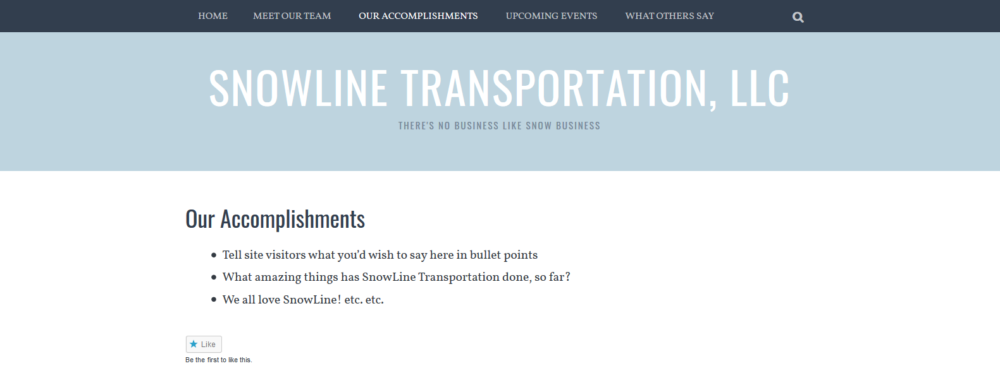 HOME MEET OUR TEAM OUR ACCOMPLISHMENTS UPCOMING EVENTS WHAT OTHERS SAY
SNOWLINE TRANSPORTATION, LLC
THERE'S NO BUSINESS LIKE SNOW BUSINESS
Our Accomplishments
• Tell site visitors what you’d wish to say here in bullet points
• What amazing things has SnowLine Transportation done, so far?
• We all love SnowLine! etc. etc.
Like
Be the first to like this.